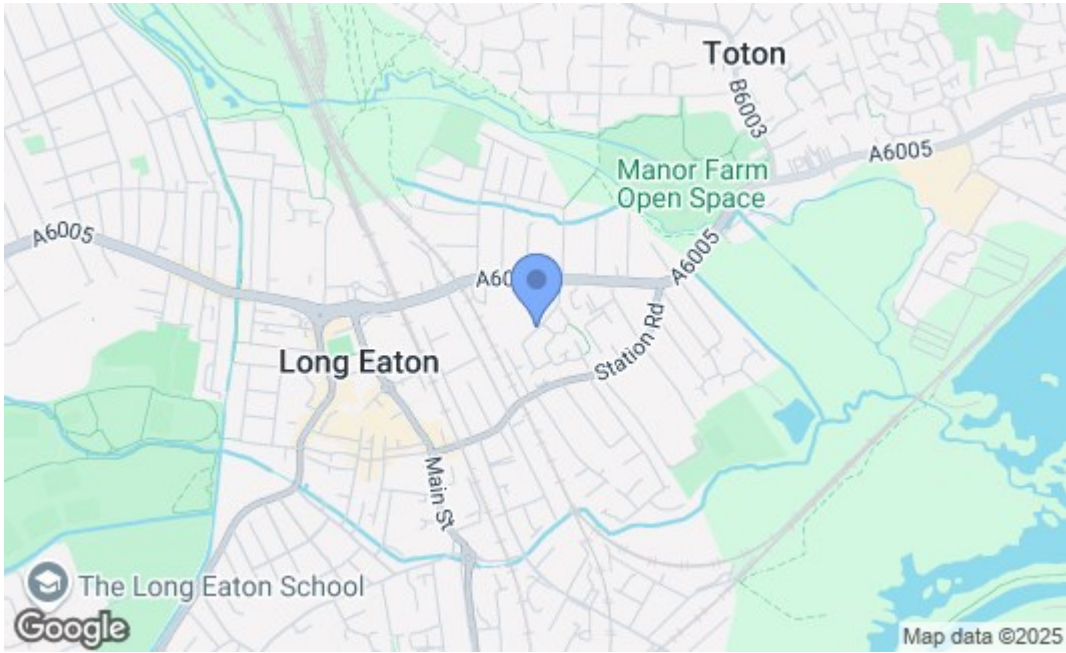 Toton
B6003
A6005
Manor Farm
Open Space
A6005
A6005
A60
Station Rd
Long Eaton
Main St
The Long Eaton School
Google
Map data ©2025